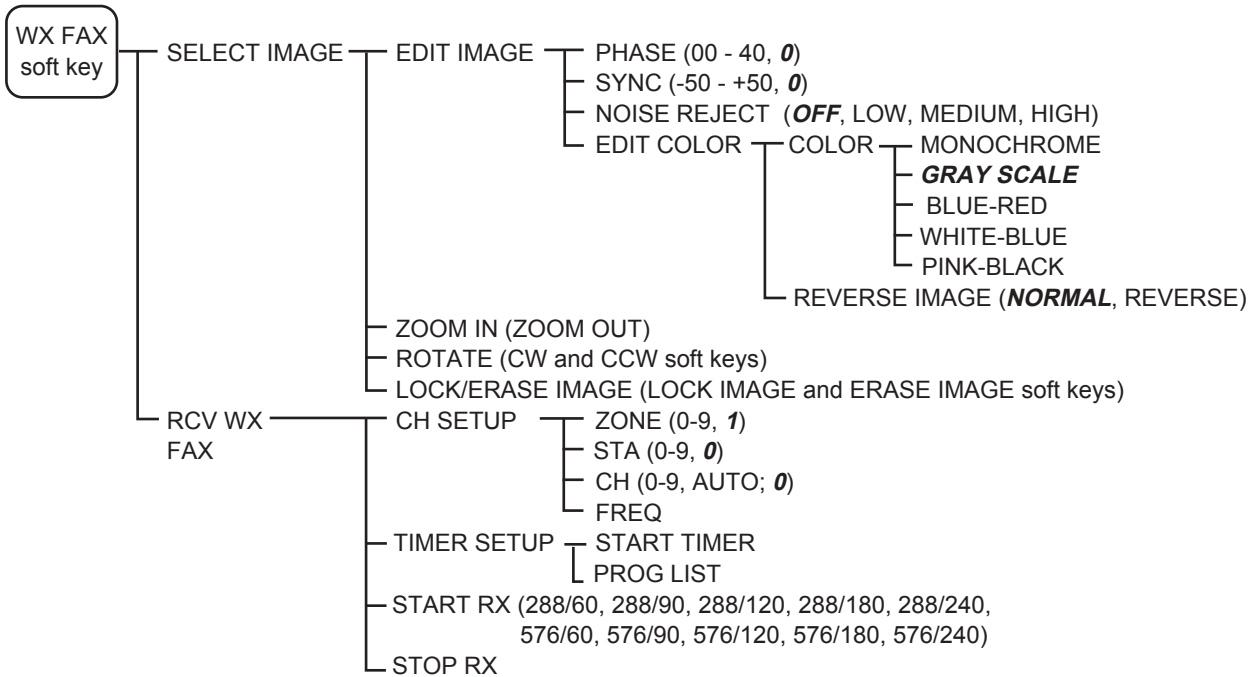 WX FAX
soft key
SELECT IMAGE
EDIT IMAGE
PHASE (00 - 40, 0)
SYNC (-50 - +50, 0)
NOISE REJECT (OFF, LOW, MEDIUM, HIGH)
EDIT COLOR
COLOR
MONOCHROME
GRAY SCALE
BLUE-RED
WHITE-BLUE
PINK-BLACK
REVERSE IMAGE (NORMAL, REVERSE)
ZOOM IN (ZOOM OUT)
ROTATE (CW and CCW soft keys)
LOCK/ERASE IMAGE (LOCK IMAGE and ERASE IMAGE soft keys)
RCV WX
FAX
CH SETUP
ZONE (0-9, 1)
STA (0-9, 0)
CH (0-9, AUTO; 0)
FREQ
TIMER SETUP
START TIMER
PROG LIST
START RX (288/60, 288/90, 288/120, 288/180, 288/240,
576/60, 576/90, 576/120, 576/180, 576/240)
STOP RX